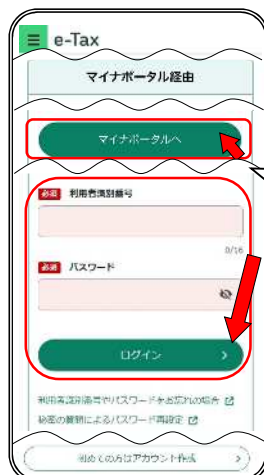 e-Tax
マイナポータル経由
マイナポータルへ
必須 利用者識別番号
0/16
必須 パスワード
ログイン
利用者識別番号やパスワードをお忘れの場合
秘密の質問によるパスワード再設定
初めての方はアカウント作成